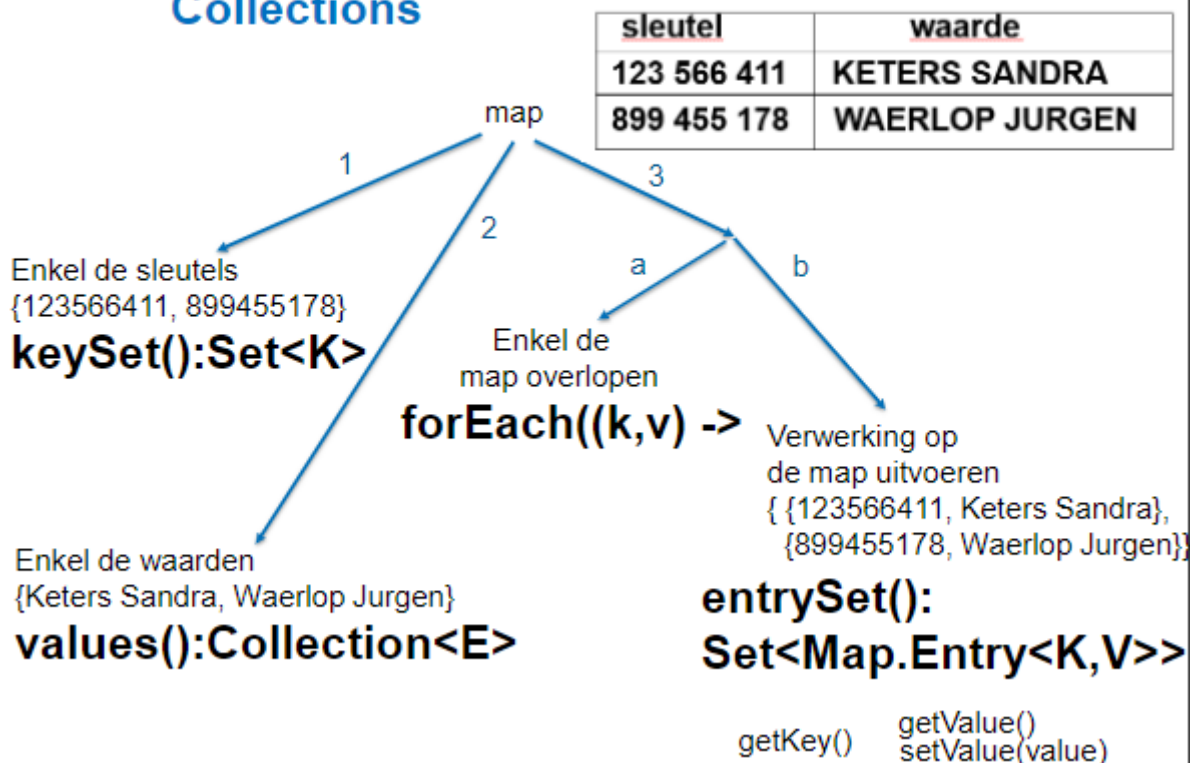 Collections
sleutel waarde
123 566 411 KETERS SANDRA
899 455 178 WAERLOP JURGEN
map
1
2
3
a
b
Enkel de sleutels
{123566411, 899455178}
keySet():Set<K>
Enkel de waarden
{Keters Sandra, Waerlop Jurgen}
values():Collection<E>
Enkel de
map overlopen
forEach((k,v) ->
Verwerking op
de map uitvoeren
{ {123566411, Keters Sandra},
{899455178, Waerlop Jurgen}}
entrySet():
Set<Map.Entry<K,V>>
getKey()
getValue()
setValue(value)